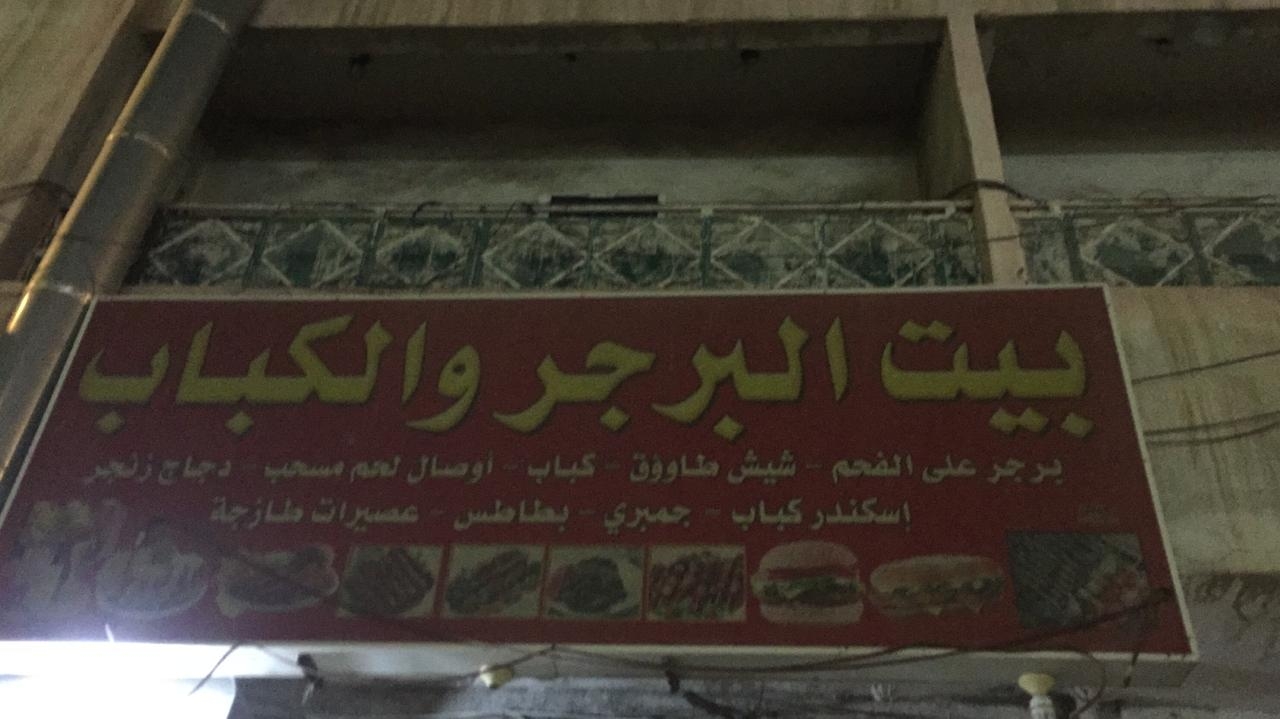 بيت البرجر والكباب
برجر على الفحم - شيش طاووق - كباب - أوصال لحم مسحب - دجاج زنجر
إسكندر كباب - جمبري - بطاطس - عصيرات طازجة